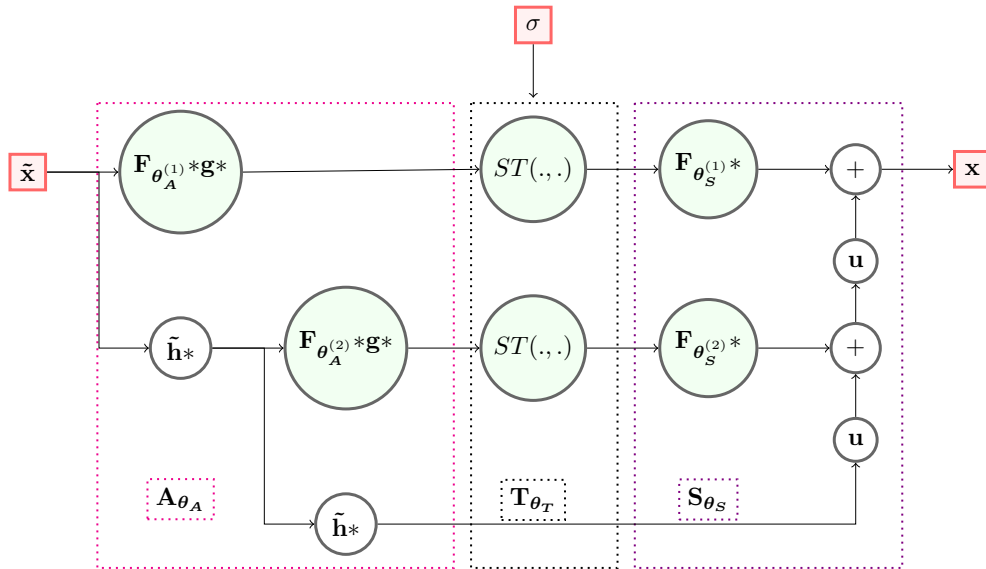 σ
𝐱̃
𝐅_{𝜽_A^{(1)}}*𝐠*
ST(.,.)
𝐅_{𝜽_S^{(1)}}*
+
𝐱
𝐮
𝐡̃*
𝐅_{𝜽_A^{(2)}}*𝐠*
ST(.,.)
𝐅_{𝜽_S^{(2)}}*
+
𝐮
𝐀_{𝜽_A}
𝐓_{𝜽_T}
𝐒_{𝜽_S}
𝐡̃*